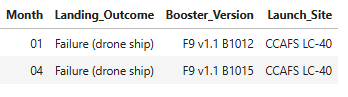 Month Landing_Outcome Booster_Version Launch_Site
01 Failure (drone ship) F9 v1.1 B1012 CCAFS LC-40
04 Failure (drone ship) F9 v1.1 B1015 CCAFS LC-40